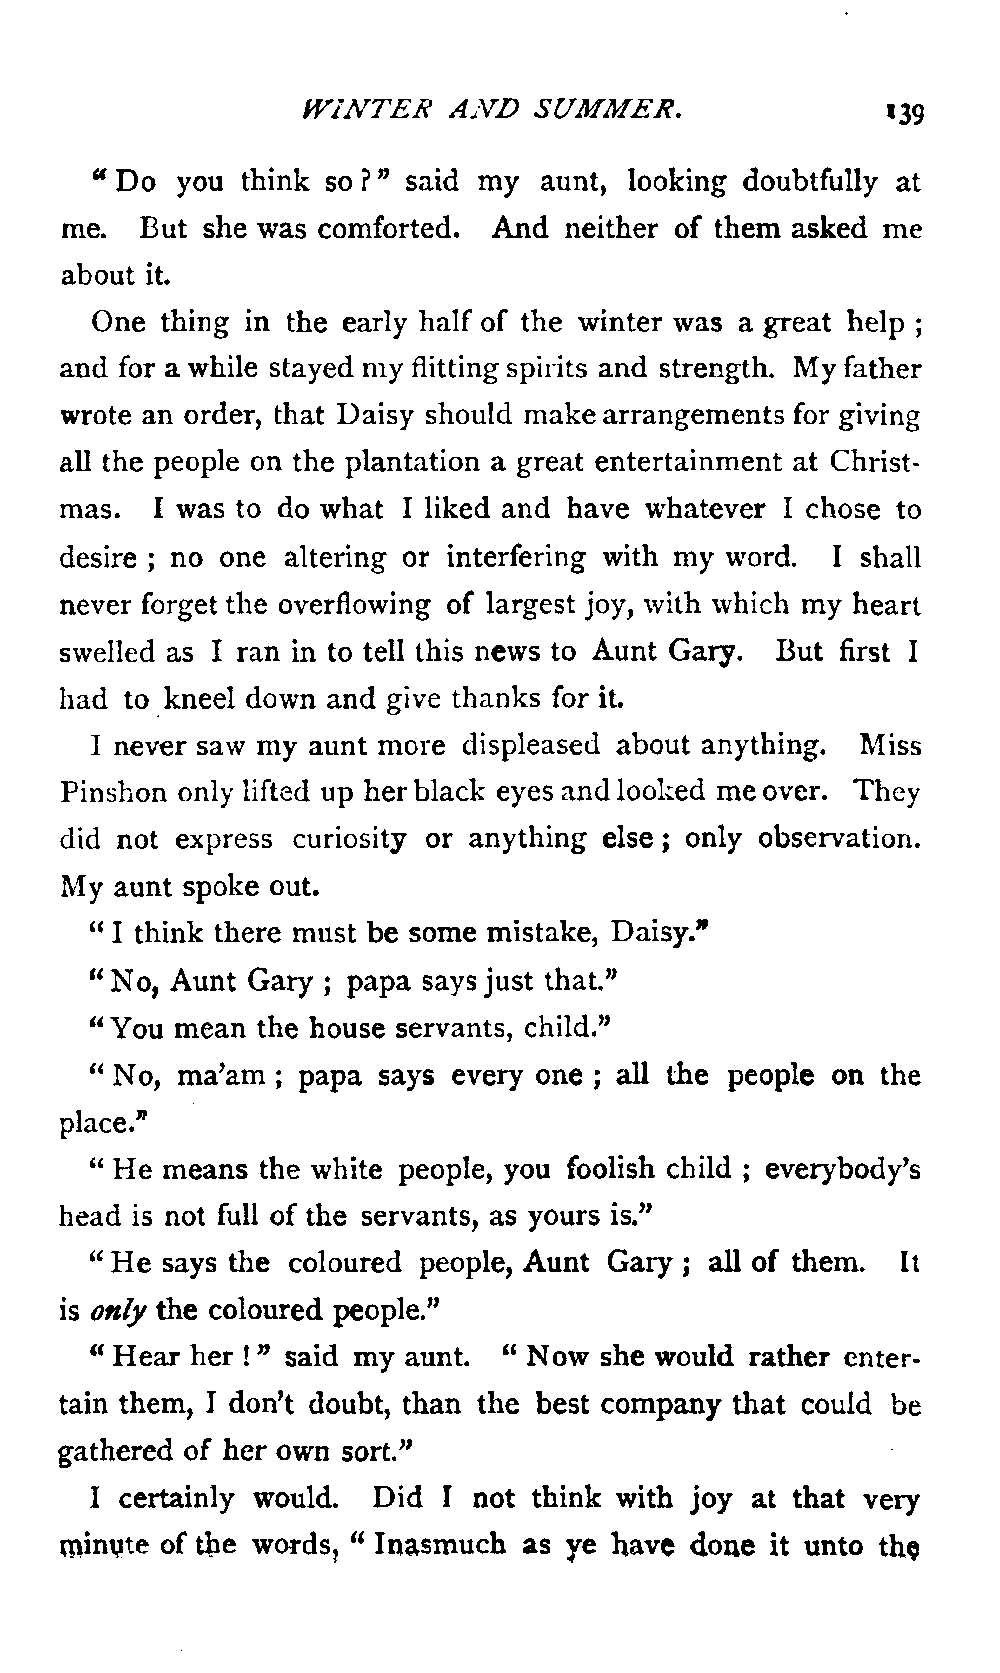 WINTER AND SUMMER. 139
" Do you think so ? " said my aunt, looking doubtfully at
me. But she was comforted. And neither of them asked me
about it.
One thing in the early half of the winter was a great help ;
and for a while stayed my flitting spirits and strength. My father
wrote an order, that Daisy should make arrangements for giving
all the people on the plantation a great entertainment at Christ-
mas. I was to do what I liked and have whatever I chose to
desire ; no one altering or interfering with my word. I shall
never forget the overflowing of largest joy, with which my heart
swelled as I ran in to tell this news to Aunt Gary. But first I
had to kneel down and give thanks for it.
I never saw my aunt more displeased about anything. Miss
Pinshon only lifted up her black eyes and looked me over. They
did not express curiosity or anything else ; only observation.
My aunt spoke out.
" I think there must be some mistake, Daisy."
" No, Aunt Gary ; papa says just that."
" You mean the house servants, child."
" No, ma'am ; papa says every one ; all the people on the
place."
" He means the white people, you foolish child ; everybody's
head is not full of the servants, as yours is."
" He says the coloured people, Aunt Gary ; all of them. It
is only the coloured people."
" Hear her ! " said my aunt. " Now she would rather enter-
tain them, I don't doubt, than the best company that could be
gathered of her own sort."
I certainly would. Did I not think with joy at that very
minute of the words, " Inasmuch as ye have done it unto the